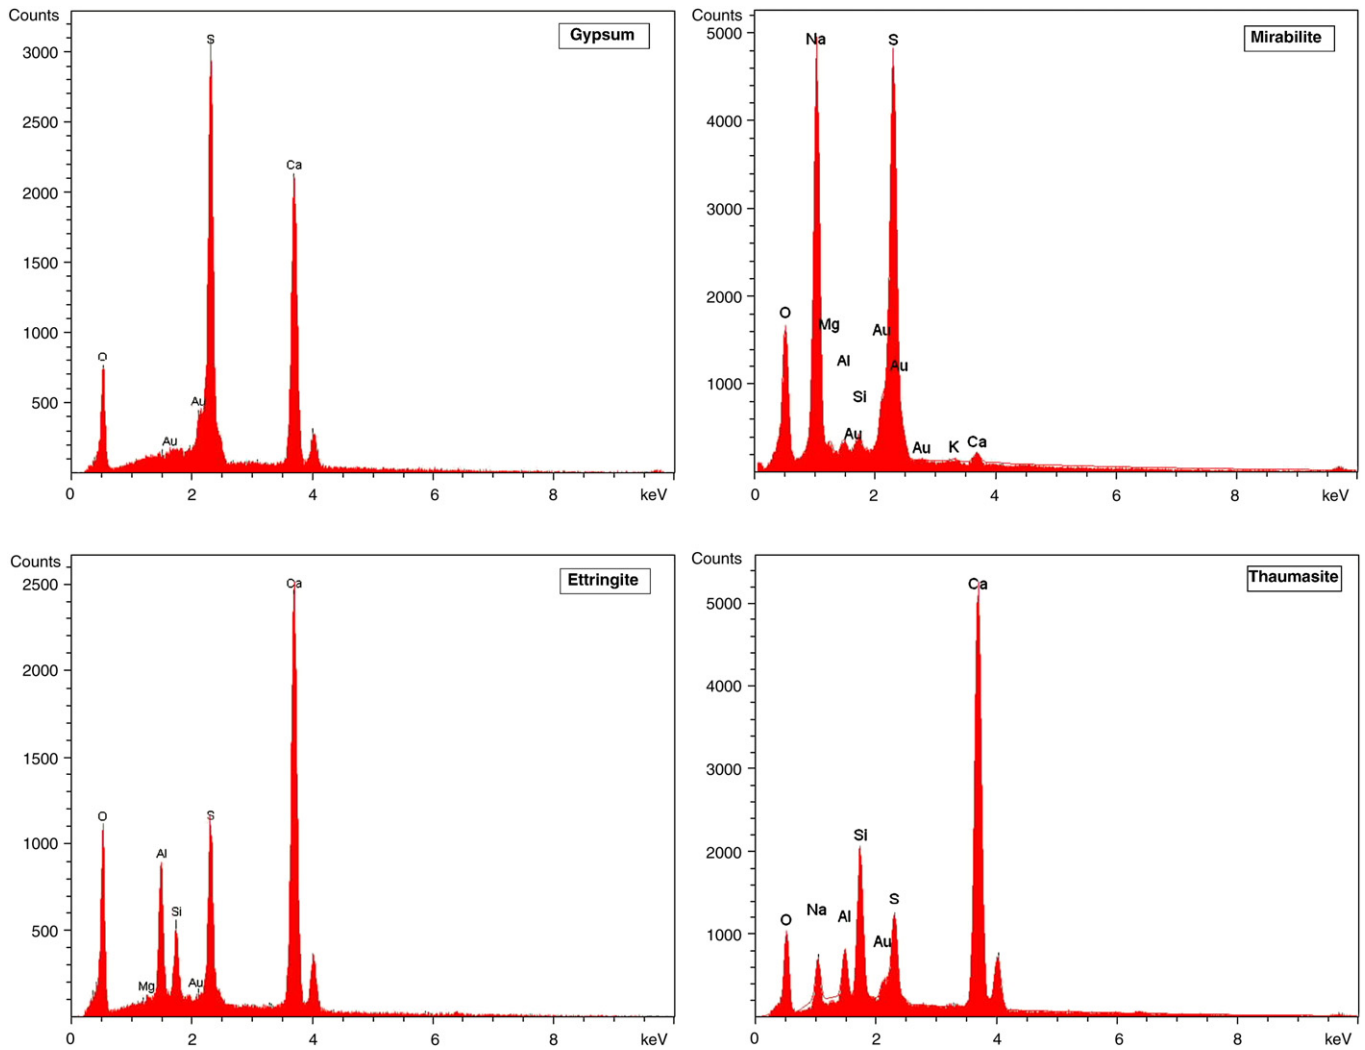 Counts
Gypsum
S
3000
2500
Ca
2000
1500
1000
O
500
Au
Au
0
2
4
6
8
keV
Counts
Mirabilite
5000
Na
S
4000
3000
2000
O
Mg
Au
Al
Au
1000
Si
Au
Au
K
Ca
0
2
4
6
8
keV
Counts
Ettringite
2500
Ca
2000
1500
1000
O
S
Al
Si
500
Mg
Au
0
2
4
6
8
keV
Counts
Thaumasite
Ca
5000
4000
3000
2000
Si
1000
O
Na
Al
Au
S
0
2
4
6
8
keV